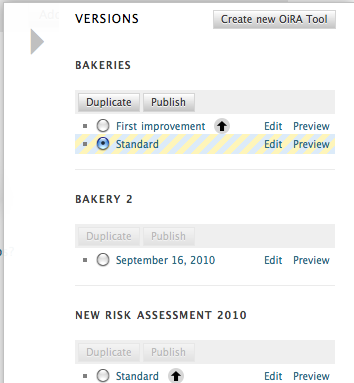 VERSIONS
Create new OiRA Tool
BAKERIES
Duplicate Publish
First improvement Edit Preview
Standard Edit Preview
BAKERY 2
Duplicate Publish
September 16, 2010 Edit Preview
NEW RISK ASSESSMENT 2010
Duplicate Publish
Standard Edit Preview